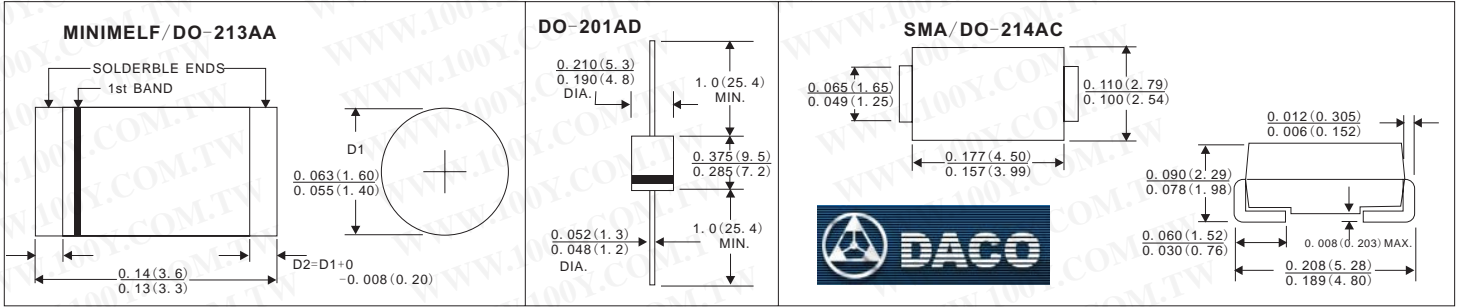 MINIMELF/DO-213AA
SOLDERBLE ENDS
1st BAND
D1
0.063(1.60)
0.055(1.40)
D2=D1+0
-0.008(0.20)
0.14(3.6)
0.13(3.3)
DO-201AD
0.210(5.3)
0.190(4.8)
DIA.
1.0(25.4)
MIN.
0.375(9.5)
0.285(7.2)
0.052(1.3)
0.048(1.2)
DIA.
1.0(25.4)
MIN.
SMA/DO-214AC
0.065(1.65)
0.049(1.25)
0.110(2.79)
0.100(2.54)
0.177(4.50)
0.157(3.99)
0.012(0.305)
0.006(0.152)
0.090(2.29)
0.078(1.98)
0.060(1.52)
0.030(0.76)
0.008(0.203)MAX.
0.208(5.28)
0.189(4.80)
DACO
WWW.100Y.COM.TW